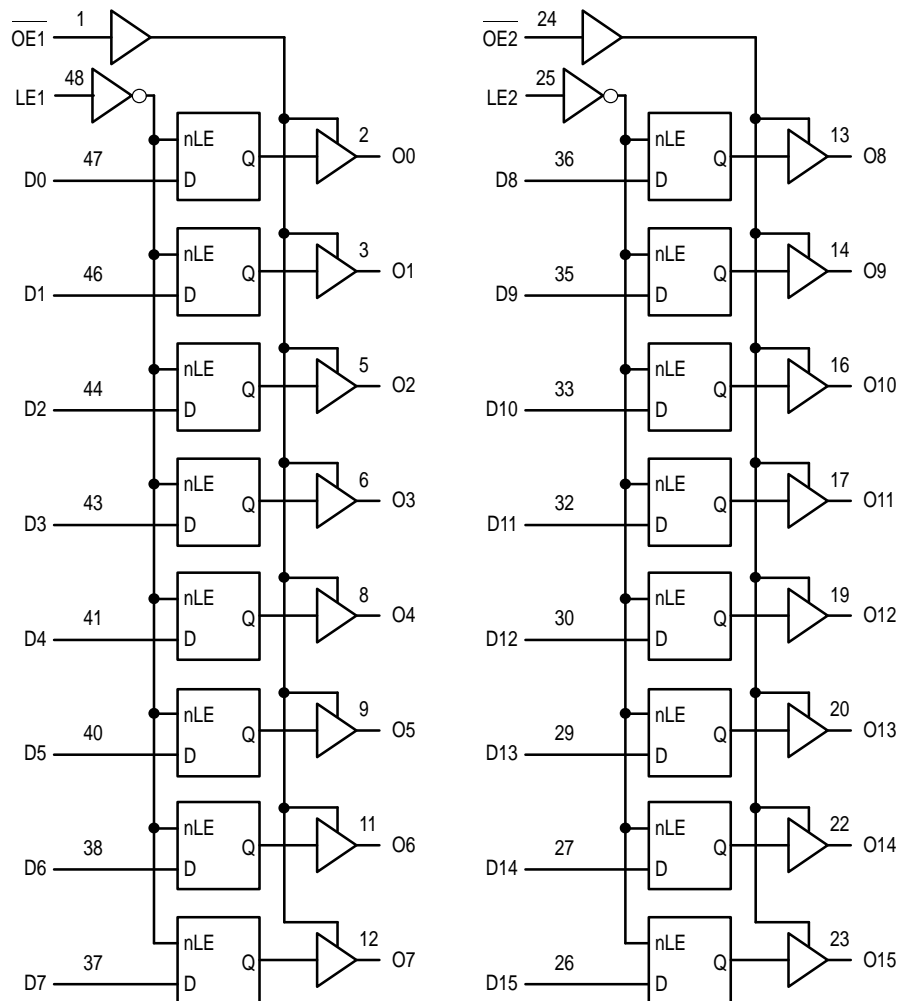 OE1 1
LE1 48
nLE Q 2 O0
D0 47 D
nLE Q 3 O1
D1 46 D
nLE Q 5 O2
D2 44 D
nLE Q 6 O3
D3 43 D
nLE Q 8 O4
D4 41 D
nLE Q 9 O5
D5 40 D
nLE Q 11 O6
D6 38 D
nLE Q 12 O7
D7 37 D
OE2 24
LE2 25
nLE Q 13 O8
D8 36 D
nLE Q 14 O9
D9 35 D
nLE Q 16 O10
D10 33 D
nLE Q 17 O11
D11 32 D
nLE Q 19 O12
D12 30 D
nLE Q 20 O13
D13 29 D
nLE Q 22 O14
D14 27 D
nLE Q 23 O15
D15 26 D